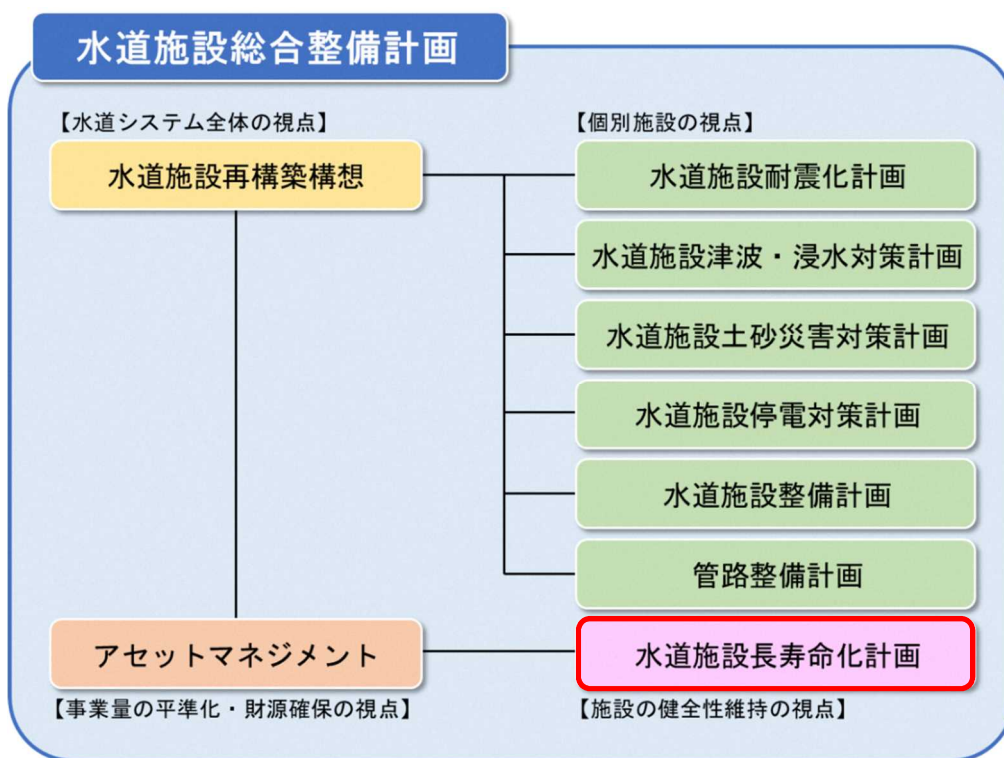 水道施設総合整備計画
【水道システム全体の視点】
水道施設再構築構想
【個別施設の視点】
水道施設耐震化計画
水道施設津波・浸水対策計画
水道施設土砂災害対策計画
水道施設停電対策計画
水道施設整備計画
管路整備計画
アセットマネジメント
【事業量の平準化・財源確保の視点】
水道施設長寿命化計画
【施設の健全性維持の視点】